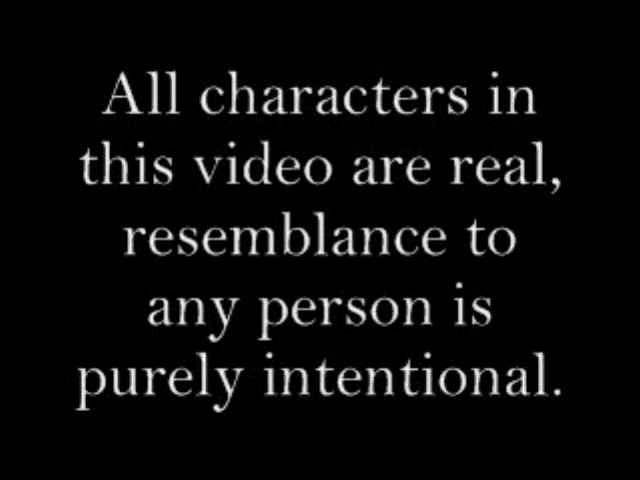 All characters in
this video are real,
resemblance to
any person is
purely intentional.